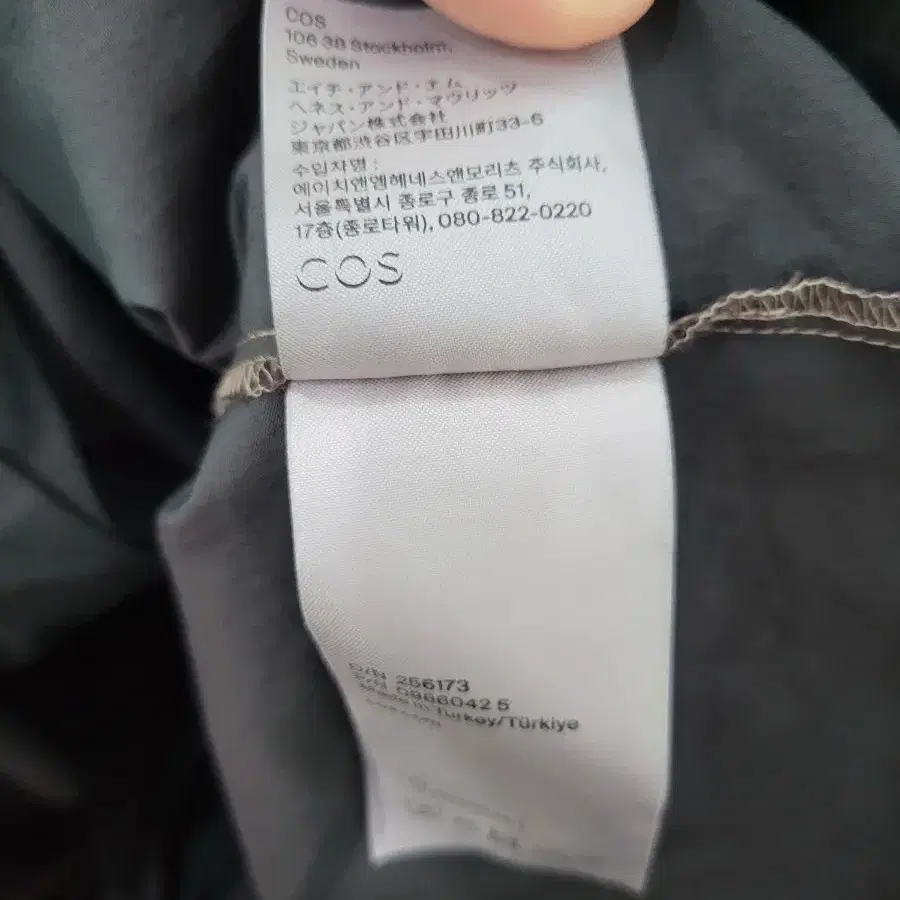 COS
106 38 Stockholm,
Sweden
エイチ・アンド・エム
ヘネス・アンド・マウリッツ
ジャパン株式会社
東京都渋谷区宇田川町33-6
수입자명 :
에이치앤엠헤네스앤모리츠 주식회사,
서울특별시 종로구 종로 51,
17층(종로타워), 080-822-0220
COS
256173
0986042 5
Made in Turkey/Türkiye